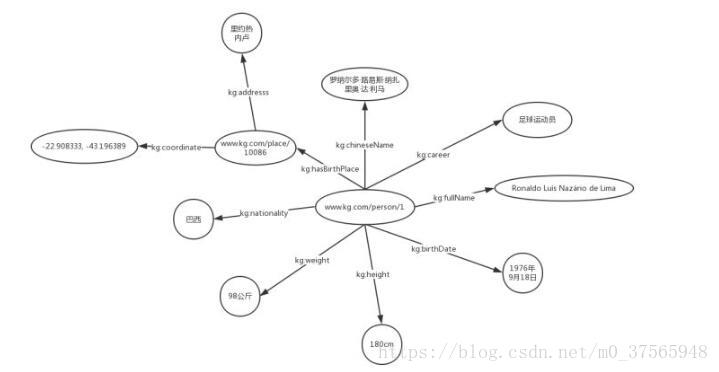 里约热
内卢
kg:addresss
罗纳尔多·路易斯·纳扎
里奥·达·利马
足球运动员
-22.908333, -43.196389
kg:coordinate
www.kg.com/place/
10086
kg:chineseName
kg:career
kg:hasBirthPlace
kg:fullName
Ronaldo Luís Nazário de Lima
巴西
kg:nationality
www.kg.com/person/1
kg:birthDate
kg:weight
kg:height
1976年
9月18日
98公斤
180cm
https://blog.csdn.net/m0_37565948